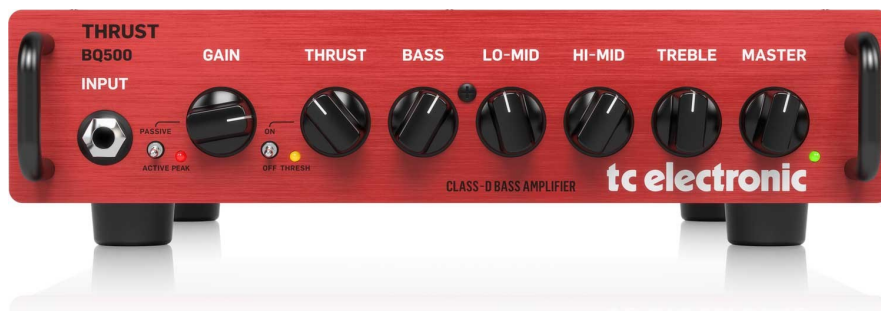 THRUST
BQ500
INPUT
GAIN
THRUST
BASS
LO-MID
HI-MID
TREBLE
MASTER
PASSIVE
ACTIVE PEAK
ON
OFF THRESH
CLASS-D BASS AMPLIFIER
tc electronic